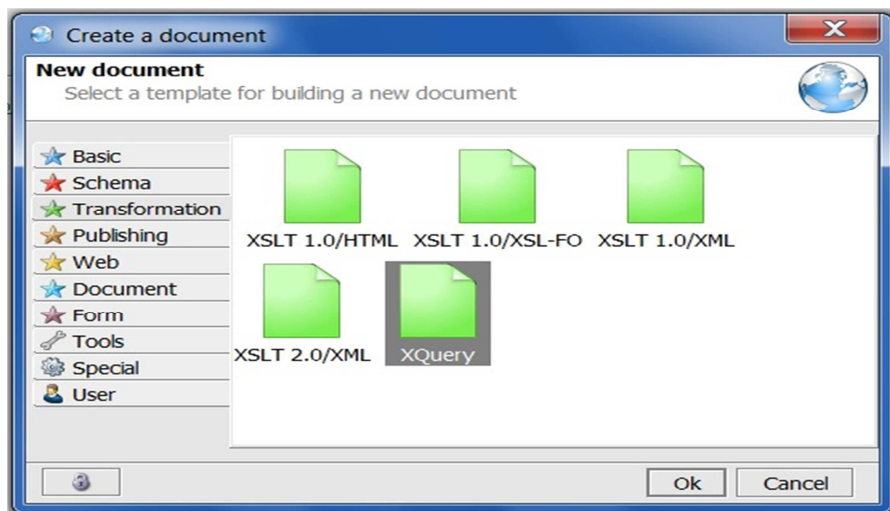 Create a document
New document
Select a template for building a new document
Basic
Schema
Transformation
Publishing
Web
Document
Form
Tools
Special
User
XSLT 1.0/HTML XSLT 1.0/XSL-FO XSLT 1.0/XML
XSLT 2.0/XML XQuery
Ok Cancel